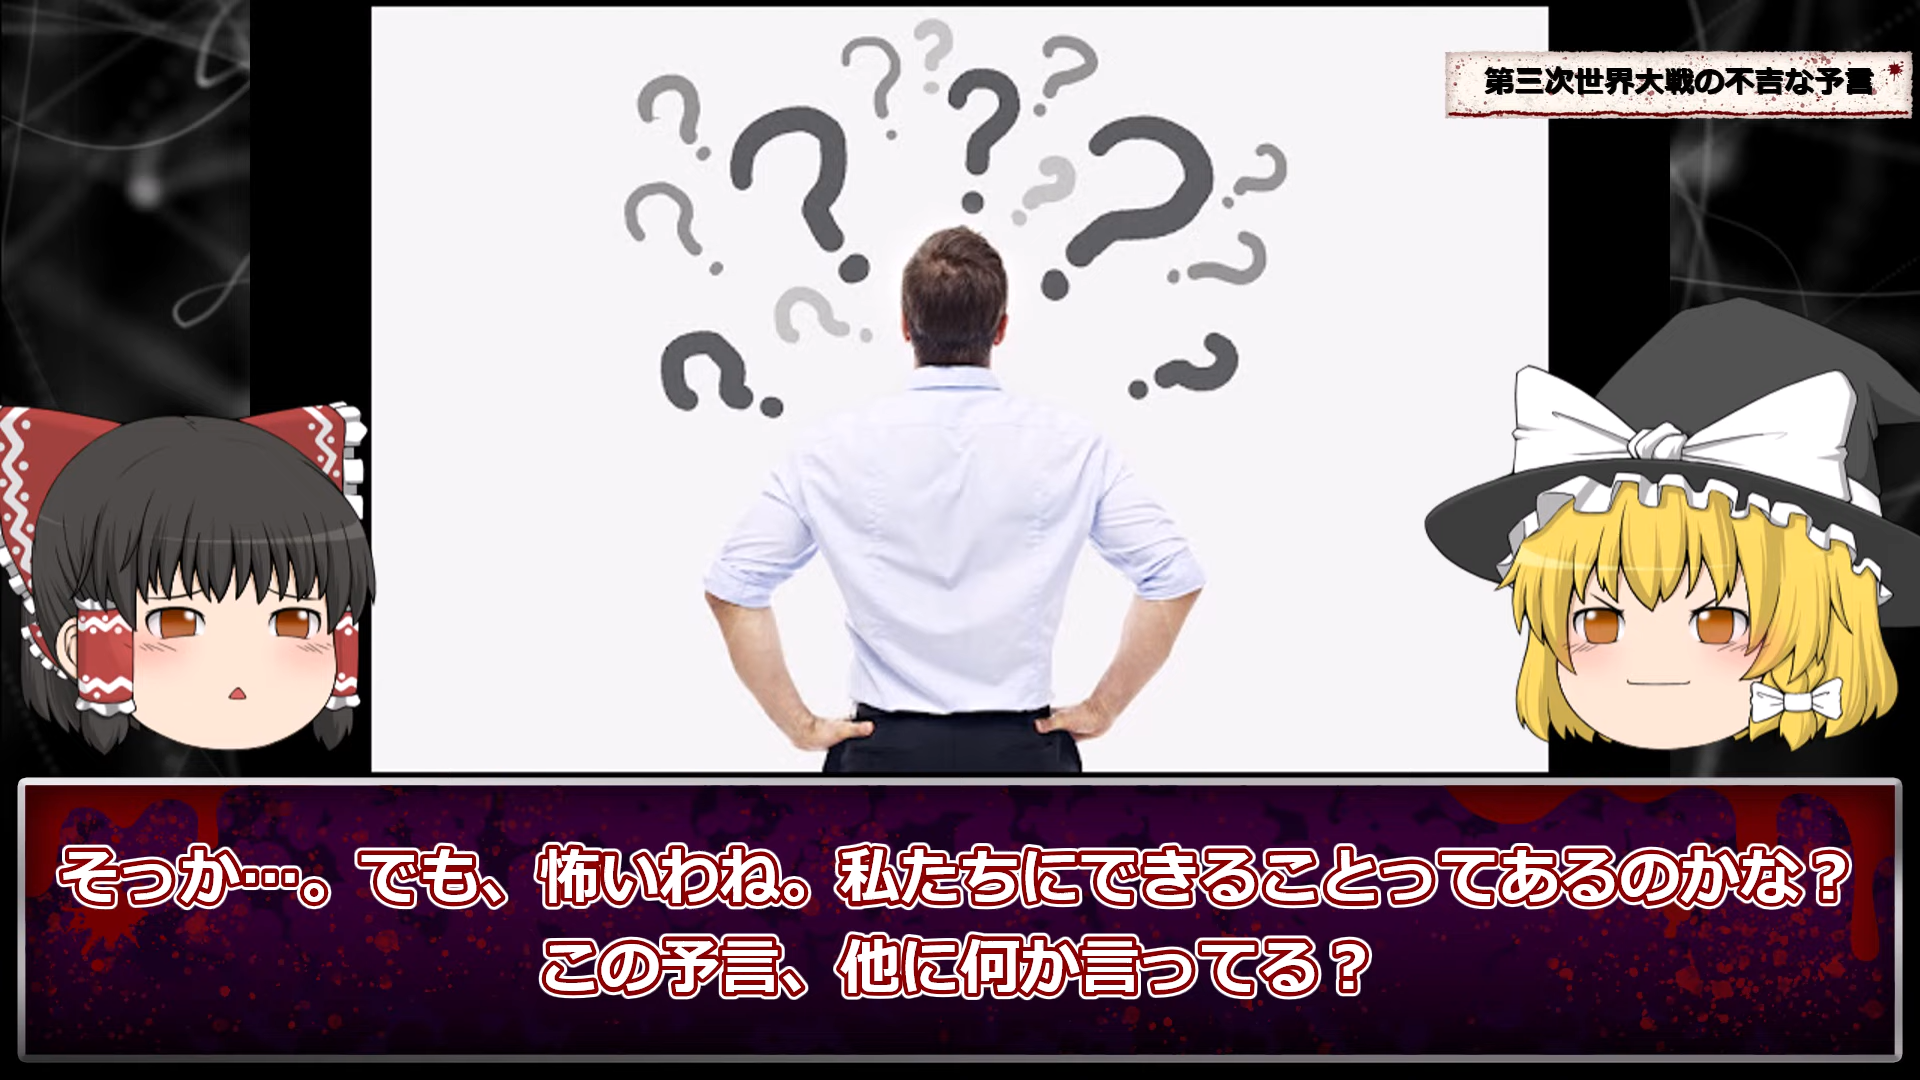 第三次世界大戦の不吉な予言
そっか…。でも、怖いわね。私たちにできることってあるのかな？
この予言、他に何か言ってる？